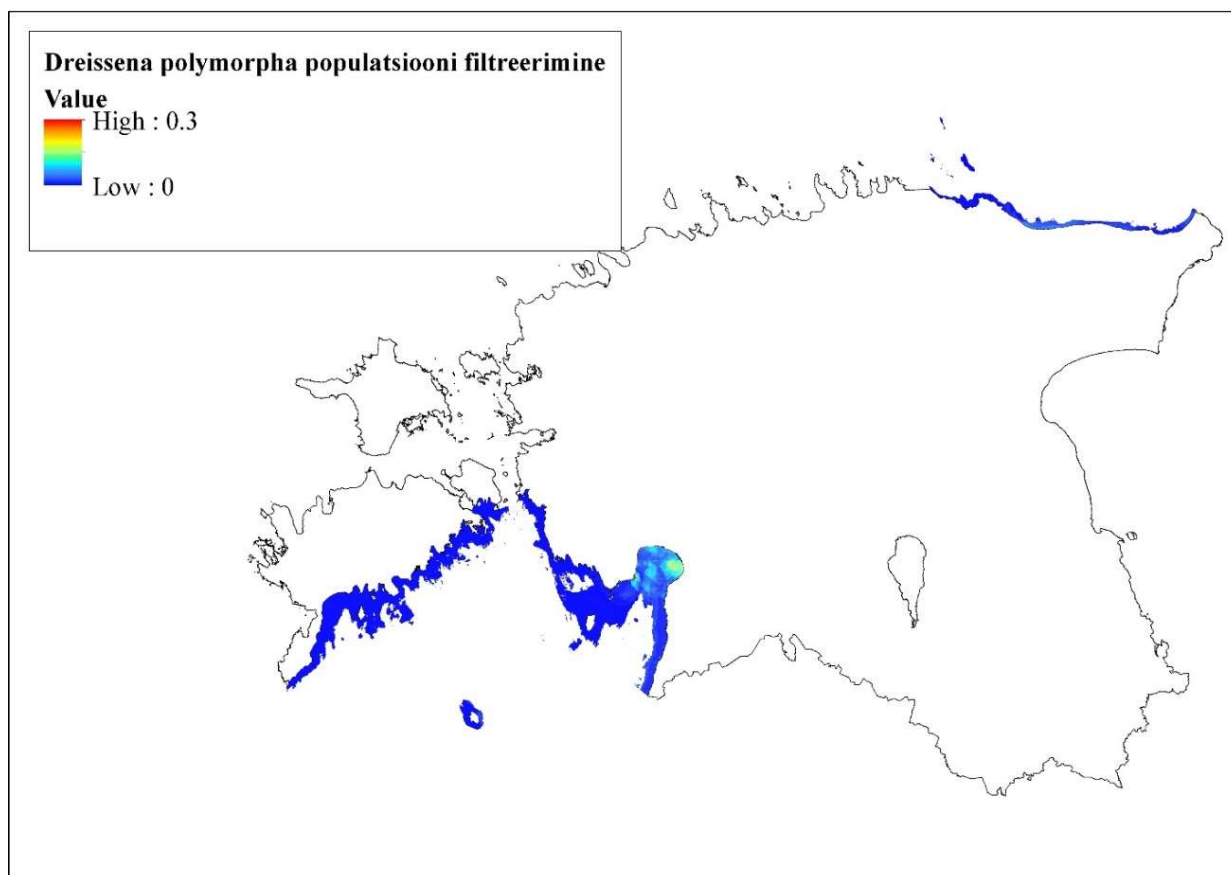 Dreissena polymorpha populatsiooni filtreerimine
Value
High : 0.3
Low : 0